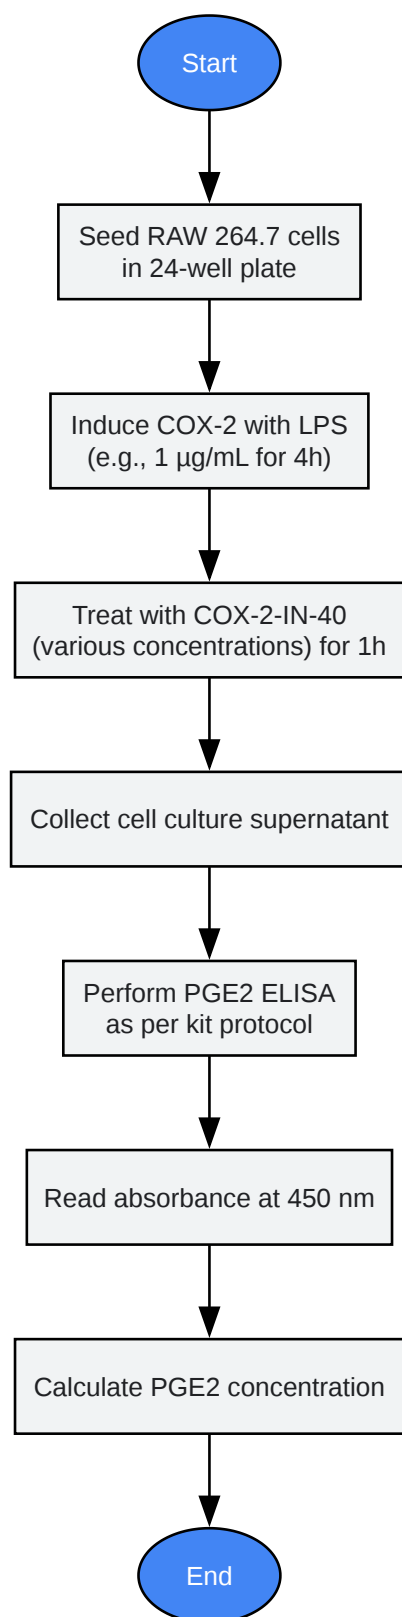 Start
Seed RAW 264.7 cells
in 24-well plate
Induce COX-2 with LPS
(e.g., 1 µg/mL for 4h)
Treat with COX-2-IN-40
(various concentrations) for 1h
Collect cell culture supernatant
Perform PGE2 ELISA
as per kit protocol
Read absorbance at 450 nm
Calculate PGE2 concentration
End